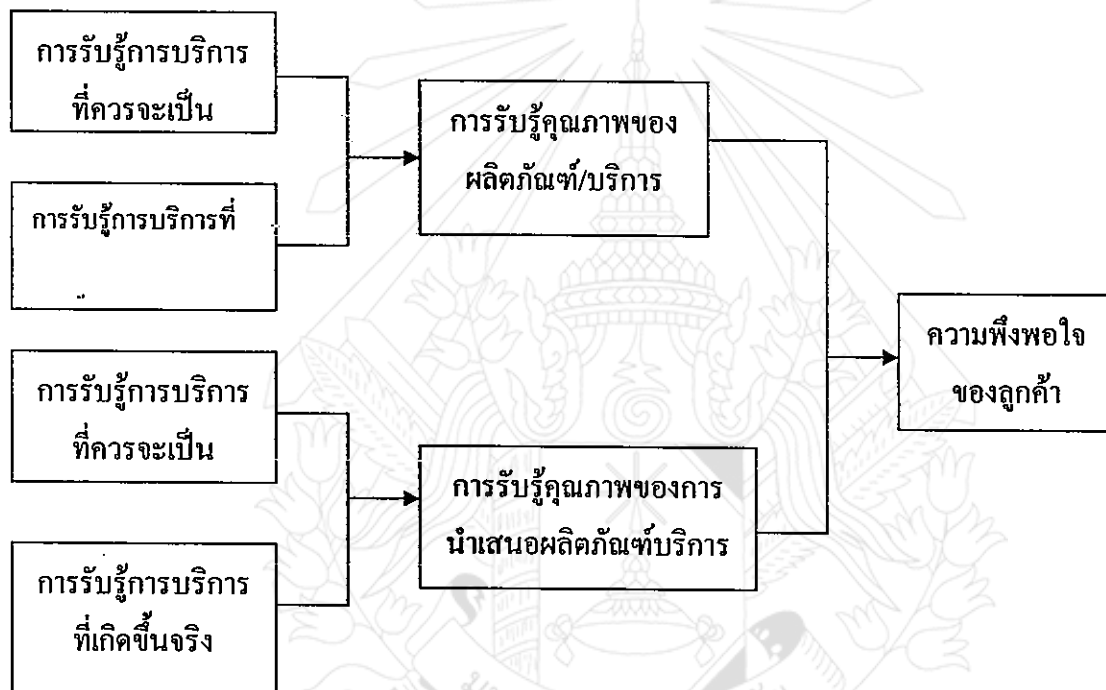 การรับรู้การบริการ
ที่ควรจะเป็น
การรับรู้การบริการที่
การรับรู้การบริการ
ที่ควรจะเป็น
การรับรู้การบริการ
ที่เกิดขึ้นจริง
การรับรู้คุณภาพของ
ผลิตภัณฑ์/บริการ
การรับรู้คุณภาพของการ
นำเสนอผลิตภัณฑ์บริการ
ความพึงพอใจ
ของลูกค้า